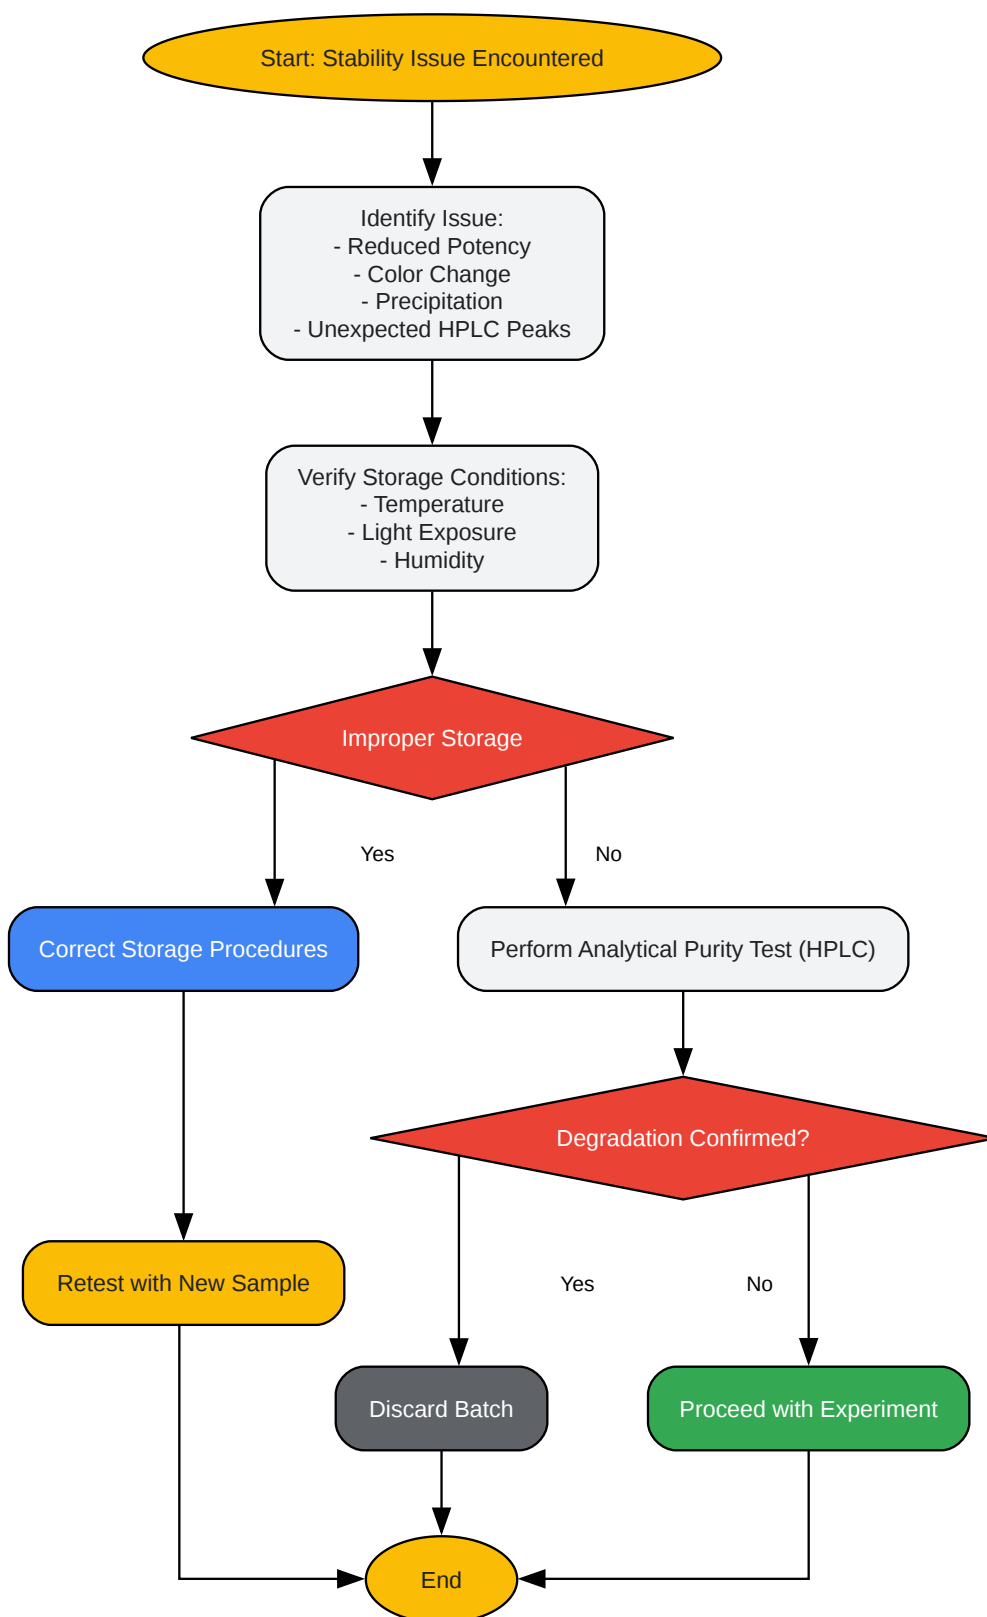 Start: Stability Issue Encountered
Identify Issue:
- Reduced Potency
- Color Change
- Precipitation
- Unexpected HPLC Peaks
Verify Storage Conditions:
- Temperature
- Light Exposure
- Humidity
Improper Storage
Yes
No
Correct Storage Procedures
Perform Analytical Purity Test (HPLC)
Degradation Confirmed?
Retest with New Sample
Yes
No
Discard Batch
Proceed with Experiment
End